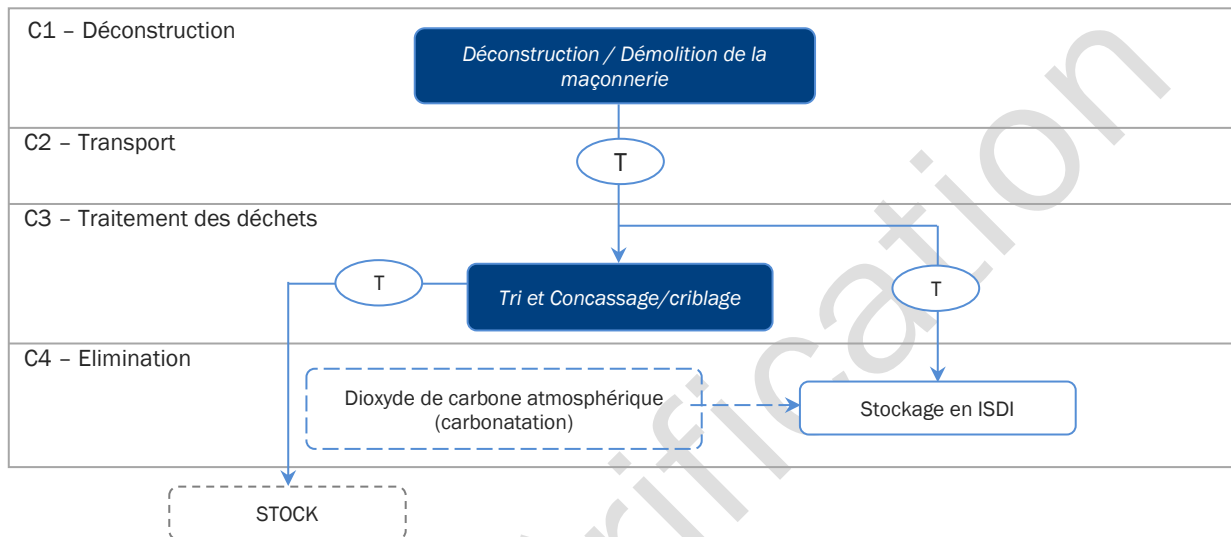 C1 – Déconstruction
Déconstruction / Démolition de la
maçonnerie
C2 – Transport
T
C3 – Traitement des déchets
T
Tri et Concassage/criblage
T
C4 – Elimination
Dioxyde de carbone atmosphérique
(carbonatation)
Stockage en ISDI
STOCK
rification